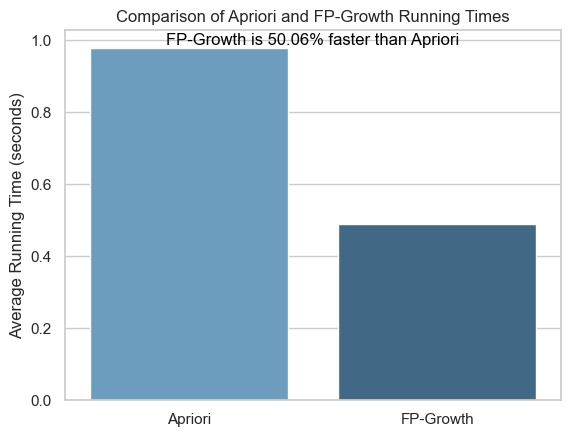 Comparison of Apriori and FP-Growth Running Times
FP-Growth is 50.06% faster than Apriori
Average Running Time (seconds)
1.0
0.8
0.6
0.4
0.2
0.0
Apriori
FP-Growth